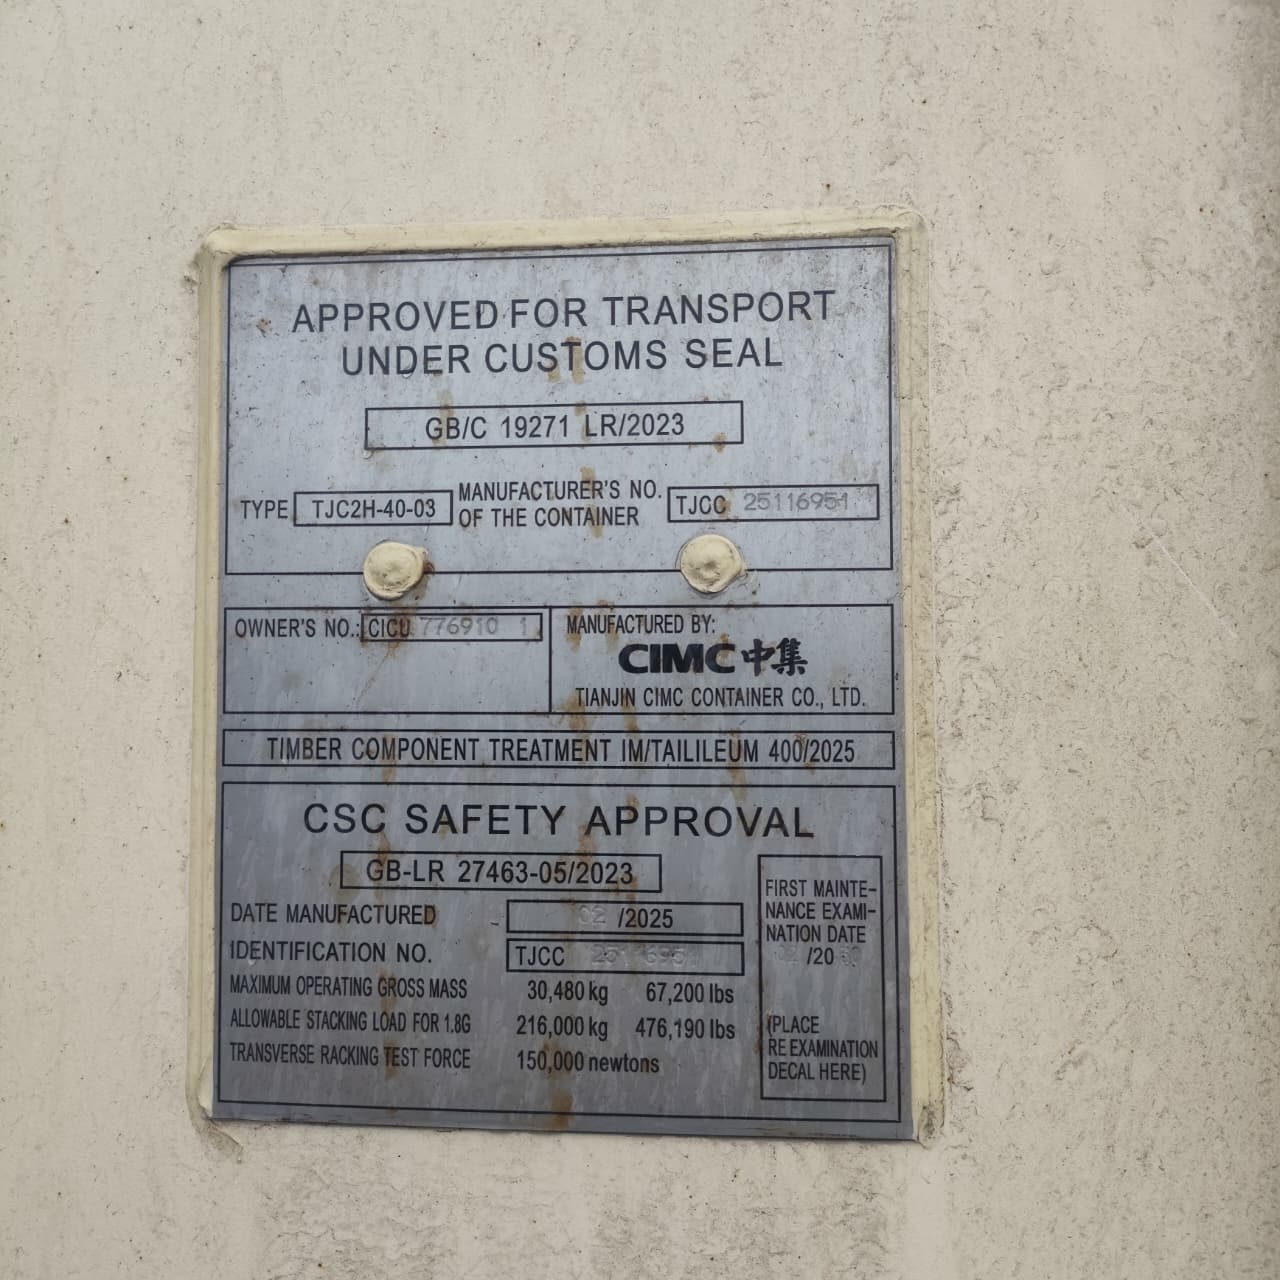 APPROVED FOR TRANSPORT
UNDER CUSTOMS SEAL
GB/C 19271 LR/2023
TYPE TJC2H-40-03
MANUFACTURER'S NO.
OF THE CONTAINER
TJCC 25116951
OWNER'S NO.: CICU 776910 1
MANUFACTURED BY:
CIMC 中集
TIANJIN CIMC CONTAINER CO., LTD.
TIMBER COMPONENT TREATMENT IM/TAILILEUM 400/2025
CSC SAFETY APPROVAL
GB-LR 27463-05/2023
DATE MANUFACTURED 02 /2025
IDENTIFICATION NO. TJCC 25116951
MAXIMUM OPERATING GROSS MASS 30,480 kg 67,200 lbs
ALLOWABLE STACKING LOAD FOR 1.8G 216,000 kg 476,190 lbs
TRANSVERSE RACKING TEST FORCE 150,000 newtons
FIRST MAINTE-
NANCE EXAMI-
NATION DATE
/20
(PLACE
RE EXAMINATION
DECAL HERE)